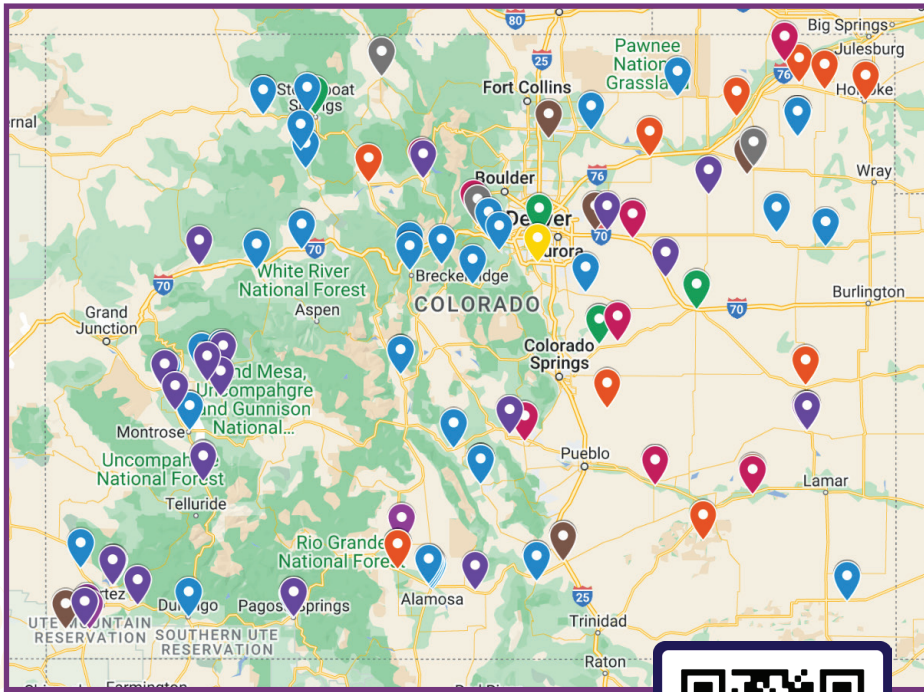 80
Big Springs
Julesburg
Pawnee
National
Grassland
25
76
Fort Collins
Springs
Wray
Boulder
76
Denver
Aurora
70
70
White River
National Forest
Breckenridge
Aspen
COLORADO
70
Burlington
70
Grand
Junction
Colorado
Springs
Grand Mesa,
Uncompahgre
and Gunnison
National...
Montrose
Uncompahgre
National Forest
Pueblo
Lamar
Telluride
Rio Grande
National Forest
Durango
Pagosa Springs
Alamosa
25
Trinidad
UTE MOUNTAIN
RESERVATION
SOUTHERN UTE
RESERVATION
Raton